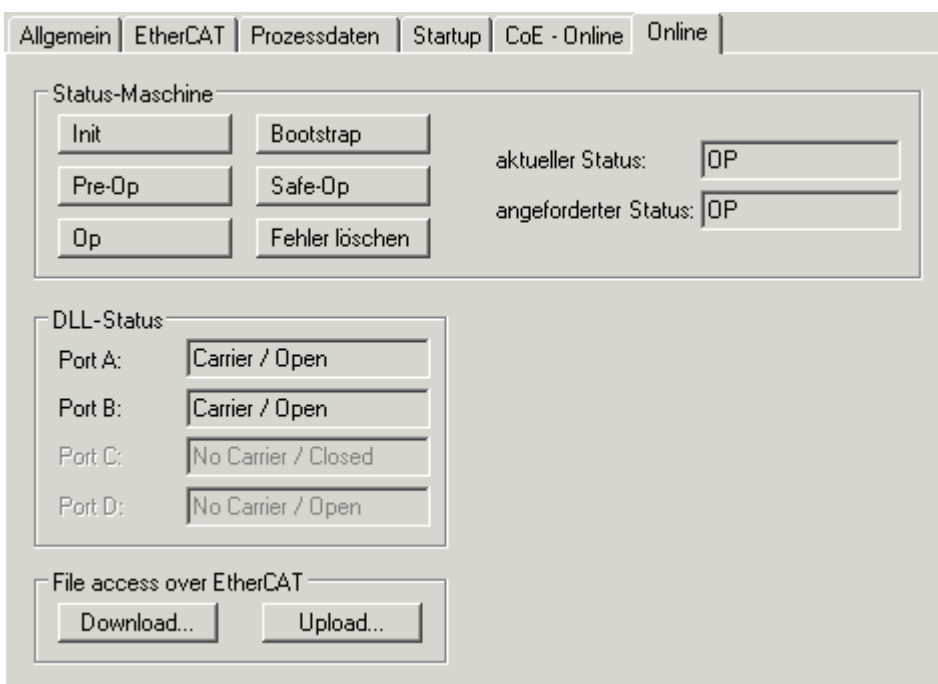 Allgemein EtherCAT Prozessdaten Startup CoE - Online Online
Status-Maschine
Init Bootstrap
aktueller Status: OP
Pre-Op Safe-Op
angeforderter Status: OP
Op Fehler löschen
DLL-Status
Port A: Carrier / Open
Port B: Carrier / Open
Port C: No Carrier / Closed
Port D: No Carrier / Open
File access over EtherCAT
Download... Upload...